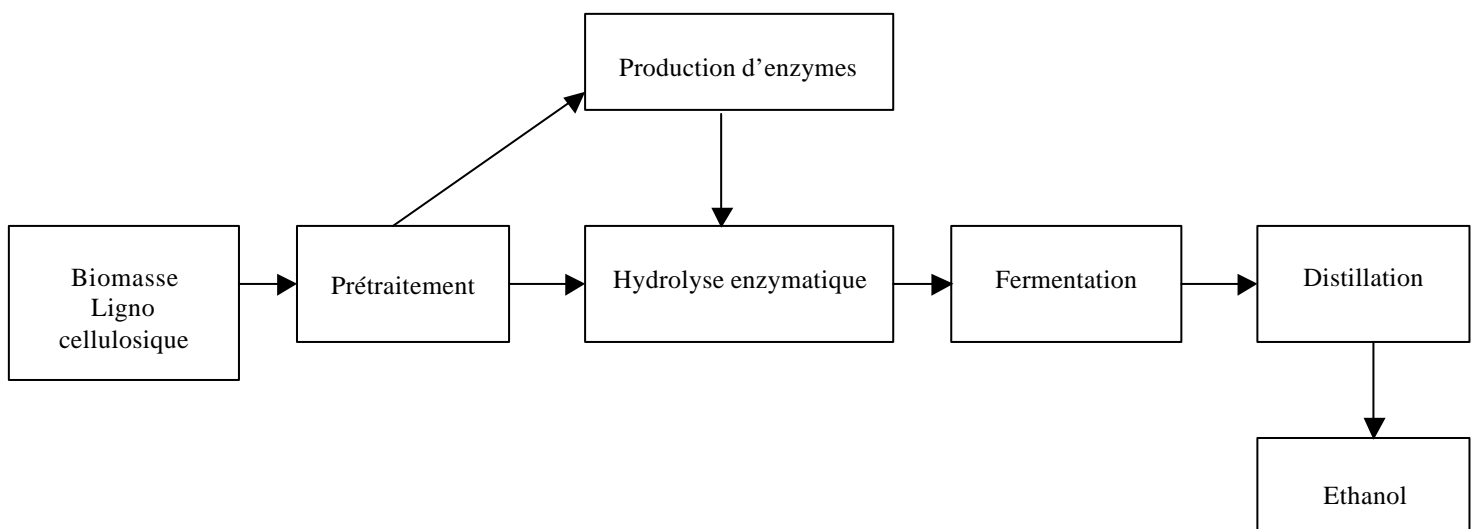 Production d’enzymes
Biomasse
Ligno
cellulosique
Prétraitement
Hydrolyse enzymatique
Fermentation
Distillation
Ethanol